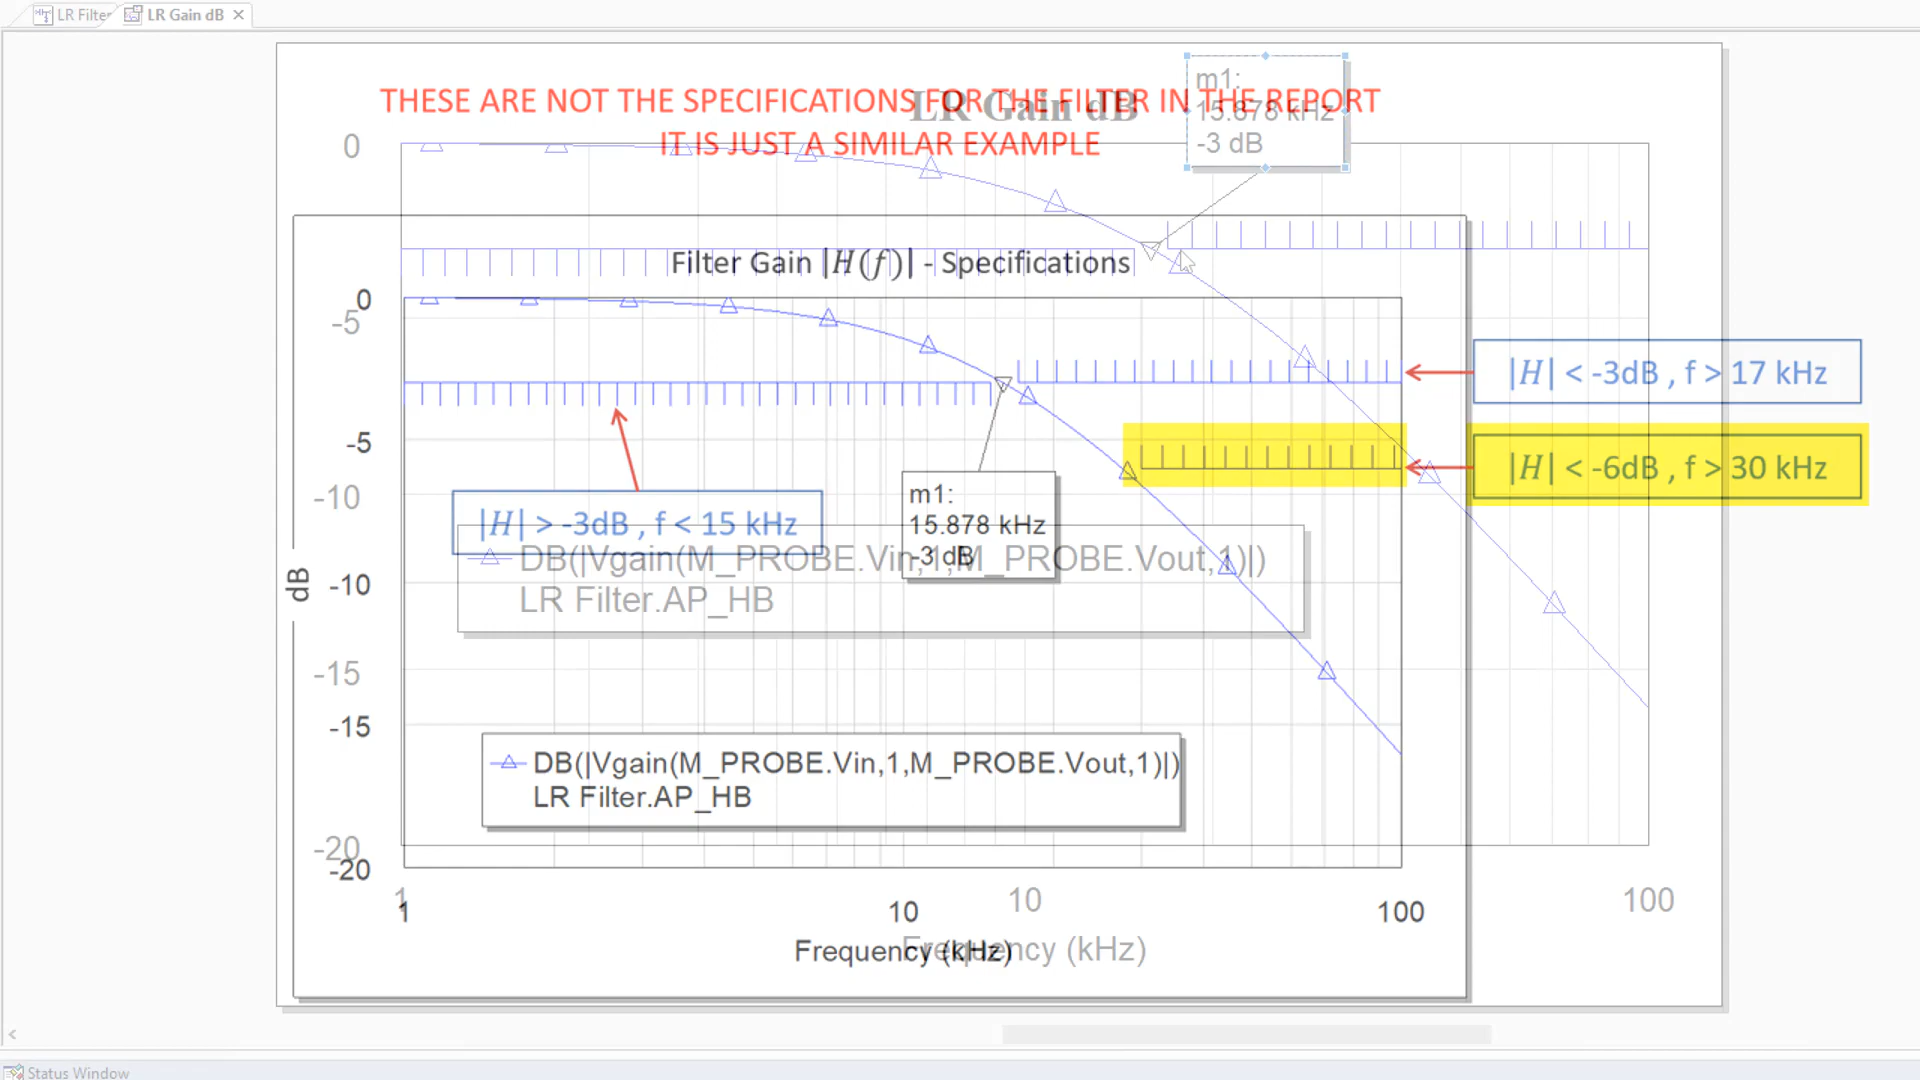 LR Filter
LR Gain dB
THESE ARE NOT THE SPECIFICATIONS FOR THE FILTER IN THE REPORT
IT IS JUST A SIMILAR EXAMPLE
LR Gain dB
m1:
15.878 kHz
-3 dB
Filter Gain |H(f)| - Specifications
0
-5
-10
-15
-20
0
-5
-10
-15
-20
dB
|H| < -3dB , f > 17 kHz
|H| < -6dB , f > 30 kHz
|H| > -3dB , f < 15 kHz
m1:
15.878 kHz
-3 dB
DB(|Vgain(M_PROBE.Vin,1,M_PROBE.Vout,1)|)
LR Filter.AP_HB
DB(|Vgain(M_PROBE.Vin,1,M_PROBE.Vout,1)|)
LR Filter.AP_HB
1
10
100
1
10
100
Frequency (kHz)
Frequency (kHz)
Status Window